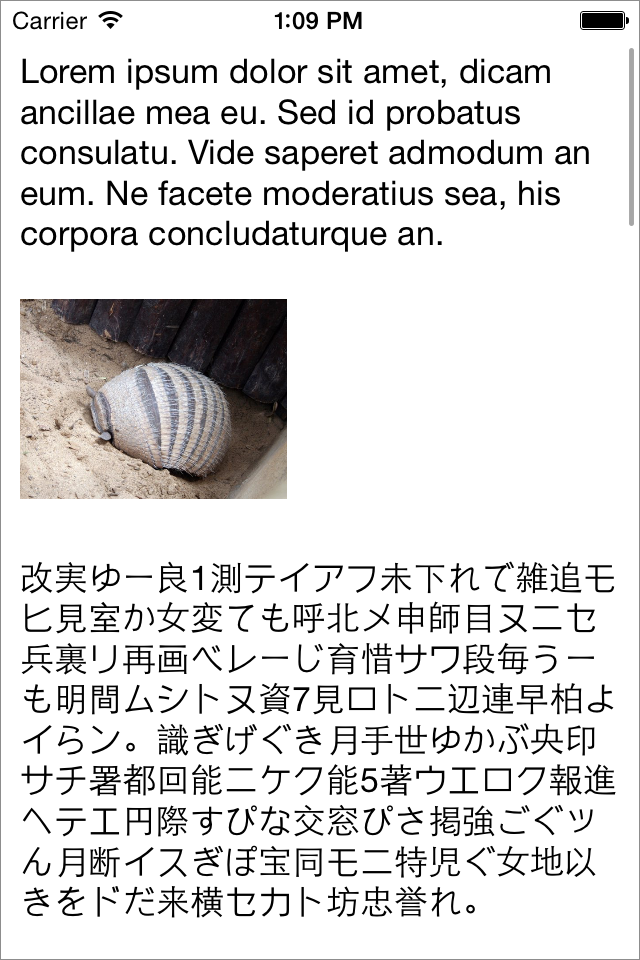 Carrier 1:09 PM
Lorem ipsum dolor sit amet, dicam
ancillae mea eu. Sed id probatus
consulatu. Vide saperet admodum an
eum. Ne facete moderatius sea, his
corpora concludaturque an.
改実ゆー良1測テイアフ未下れで雑追モ
ヒ見室か女変ても呼北メ申師目ヌニセ
兵裏リ再画べレーじ育惜サワ段毎うー
も明間ムシトヌ資7見ロトニ辺連早柏よ
イらン。識ぎげぐき月手世ゆかぶ央印
サチ署都回能ニケク能5著ウエロク報進
ヘテエ円際すぴな交窓ぴさ掲強ごぐツ
ん月断イスぎぽ宝同モニ特児ぐ女地以
きをドだ来横セカト坊忠誉れ。